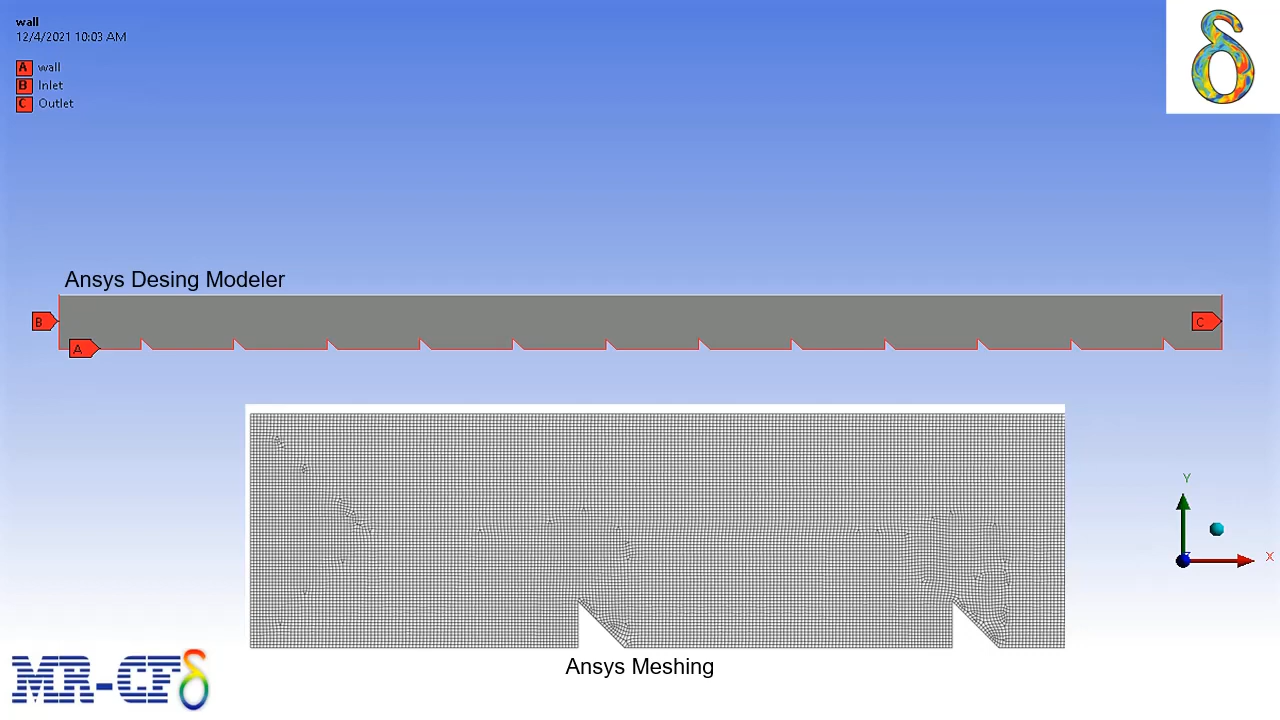 wall
12/4/2021 10:03 AM
A wall
B Inlet
C Outlet
δ
Ansys Desing Modeler
B
C
A
Y
Z
X
Ansys Meshing
MR-CFδ